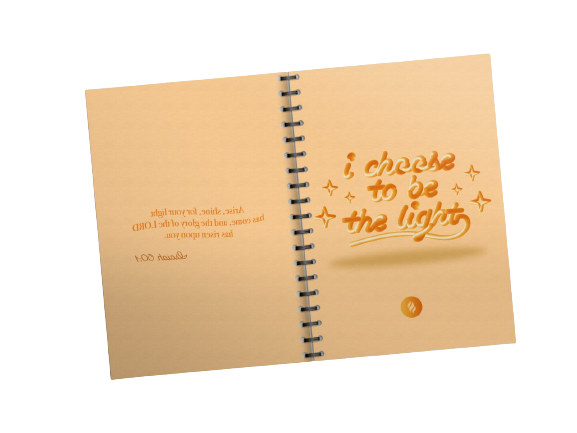 Arise, shine, for your light
has come, and the glory of the LORD
has risen upon you.
Isaiah 60:1
i choose
to be
the light